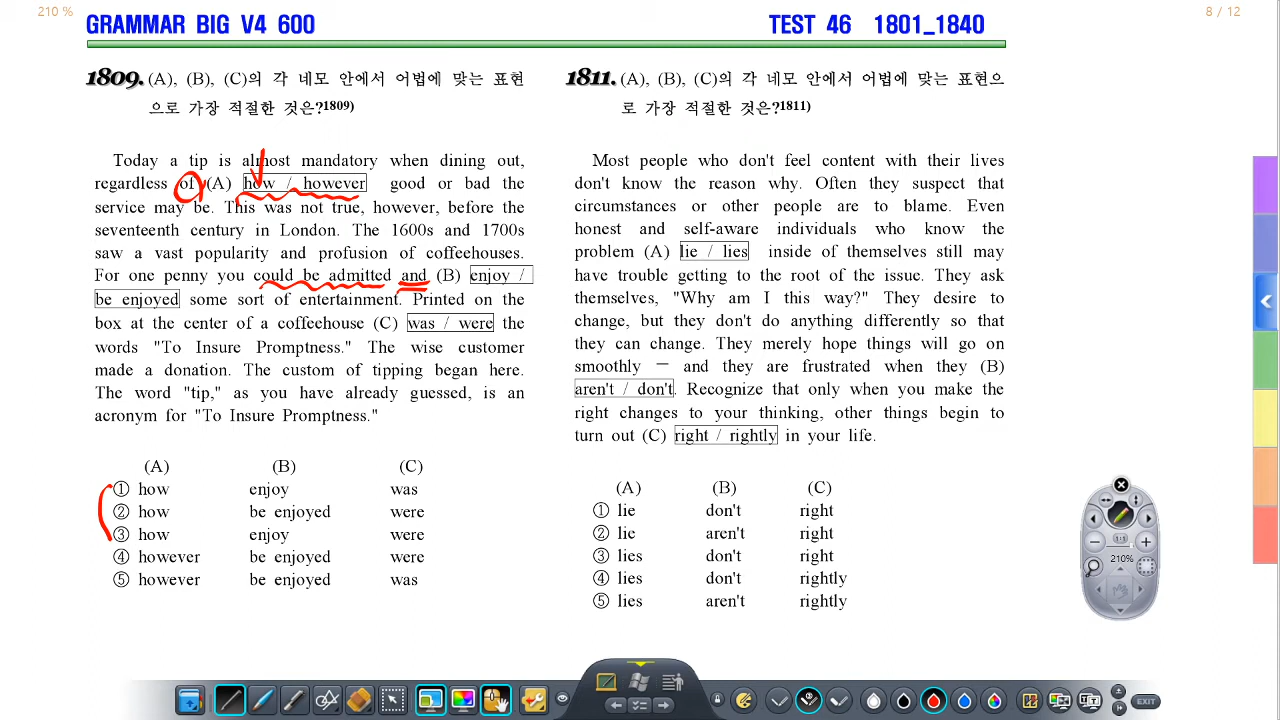 210 %
8 / 12
GRAMMAR BIG V4 600
TEST 46 1801_1840
1809. (A), (B), (C)의 각 네모 안에서 어법에 맞는 표현
으로 가장 적절한 것은?1809)
Today a tip is almost mandatory when dining out,
regardless of (A) how / however good or bad the
service may be. This was not true, however, before the
seventeenth century in London. The 1600s and 1700s
saw a vast popularity and profusion of coffeehouses.
For one penny you could be admitted and (B) enjoy /
be enjoyed some sort of entertainment. Printed on the
box at the center of a coffeehouse (C) was / were the
words "To Insure Promptness." The wise customer
made a donation. The custom of tipping began here.
The word "tip," as you have already guessed, is an
acronym for "To Insure Promptness."
(A) (B) (C)
① how enjoy was
② how be enjoyed were
③ how enjoy were
④ however be enjoyed were
⑤ however be enjoyed was
1811. (A), (B), (C)의 각 네모 안에서 어법에 맞는 표현으
로 가장 적절한 것은?1811)
Most people who don't feel content with their lives
don't know the reason why. Often they suspect that
circumstances or other people are to blame. Even
honest and self-aware individuals who know the
problem (A) lie / lies inside of themselves still may
have trouble getting to the root of the issue. They ask
themselves, "Why am I this way?" They desire to
change, but they don't do anything differently so that
they can change. They merely hope things will go on
smoothly ─ and they are frustrated when they (B)
aren't / don't. Recognize that only when you make the
right changes to your thinking, other things begin to
turn out (C) right / rightly in your life.
(A) (B) (C)
① lie don't right
② lie aren't right
③ lies don't right
④ lies don't rightly
⑤ lies aren't rightly
1:1
210%
EXIT